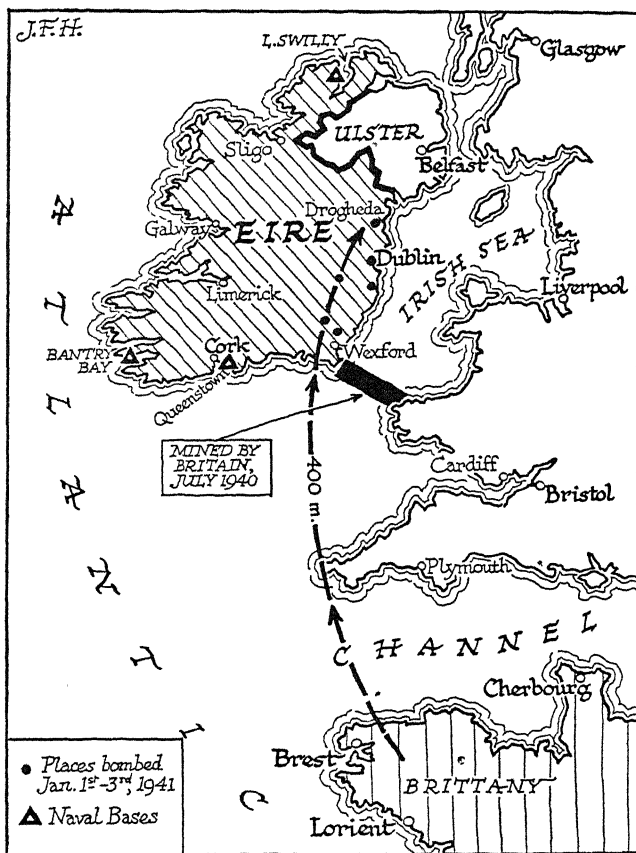 J.F.H.
L. SWILLY
Glasgow
ULSTER
Belfast
Sligo
Drogheda
Galway
EIRE
Dublin
IRISH SEA
Limerick
Liverpool
BANTRY
BAY
Cork
Wexford
Queenstown
MINED BY
BRITAIN,
JULY 1940
400 m.
Cardiff
Bristol
Plymouth
ATLANTIC
CHANNEL
Cherbourg
Brest
BRITTANY
Lorient
Places bombed
Jan. 1st-3rd, 1941
Naval Bases